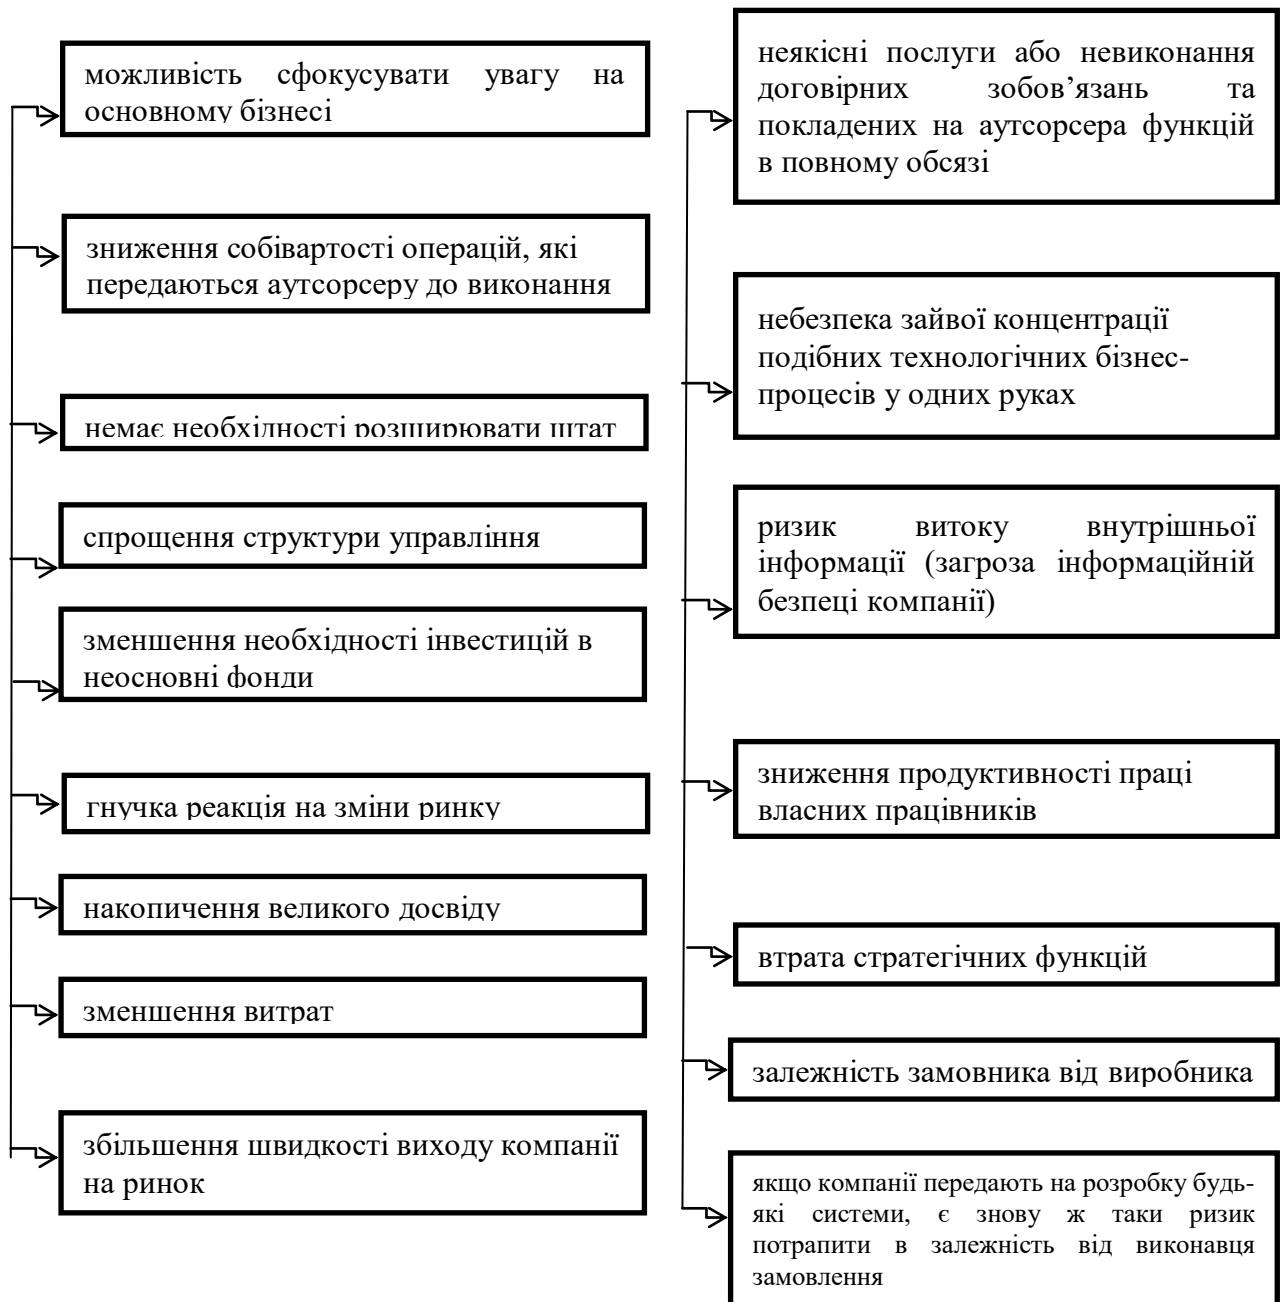 можливість сфокусувати увагу на
основному бізнесі
зниження собівартості операцій, які
передаються аутсорсеру до виконання
немає необхідності розширювати штат
спрощення структури управління
зменшення необхідності інвестицій в
неосновні фонди
гнучка реакція на зміни ринку
накопичення великого досвіду
зменшення витрат
збільшення швидкості виходу компанії
на ринок
неякісні послуги або невиконання
договірних зобов’язань та
покладених на аутсорсера функцій
в повному обсязі
небезпека зайвої концентрації
подібних технологічних бізнес-
процесів у одних руках
ризик витоку внутрішньої
інформації (загроза інформаційній
безпеці компанії)
зниження продуктивності праці
власних працівників
втрата стратегічних функцій
залежність замовника від виробника
якщо компанії передають на розробку будь-
які системи, є знову ж таки ризик
потрапити в залежність від виконавця
замовлення